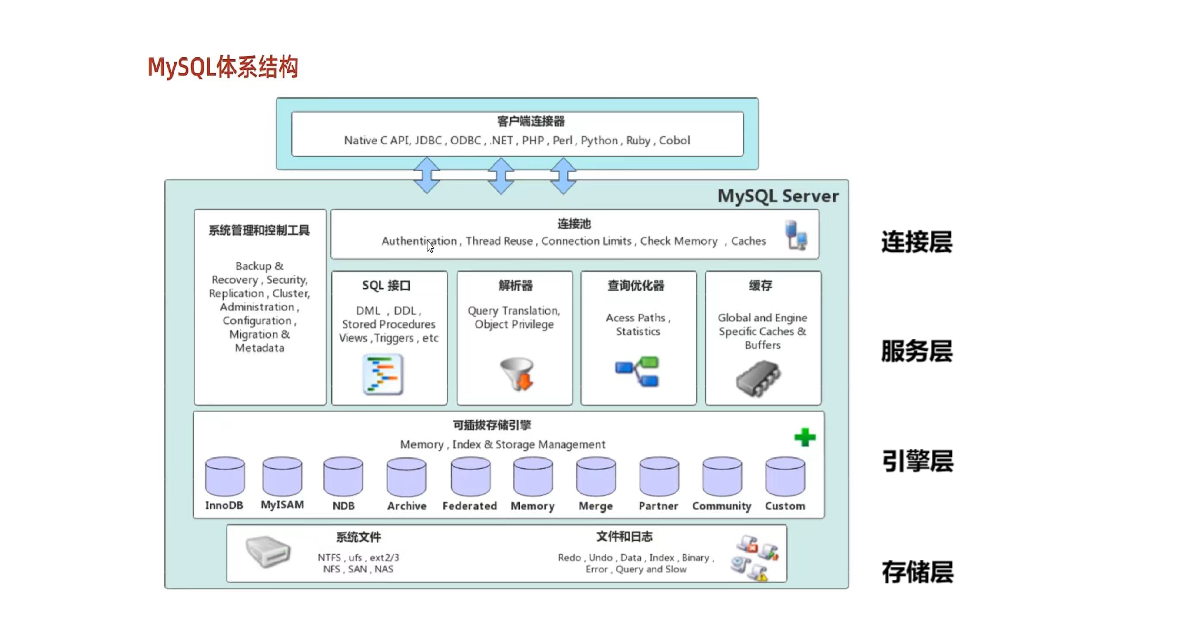 MySQL体系结构
客户端连接器
Native C API, JDBC , ODBC , .NET , PHP , Perl , Python , Ruby , Cobol
MySQL Server
系统管理和控制工具
Backup &
Recovery , Security,
Replication , Cluster,
Administration ,
Configuration ,
Migration &
Metadata
连接池
Authentication , Thread Reuse , Connection Limits , Check Memory , Caches
连接层
SQL 接口
DML , DDL ,
Stored Procedures
Views ,Triggers , etc
解析器
Query Translation,
Object Privilege
查询优化器
Acess Paths ,
Statistics
缓存
Global and Engine
Specific Caches &
Buffers
服务层
可插拔存储引擎
Memory , Index & Storage Management
InnoDB
MyISAM
NDB
Archive
Federated
Memory
Merge
Partner
Community
Custom
引擎层
系统文件
NTFS , ufs , ext2/3
NFS , SAN , NAS
文件和日志
Redo , Undo , Data , Index , Binary ,
Error , Query and Slow
存储层